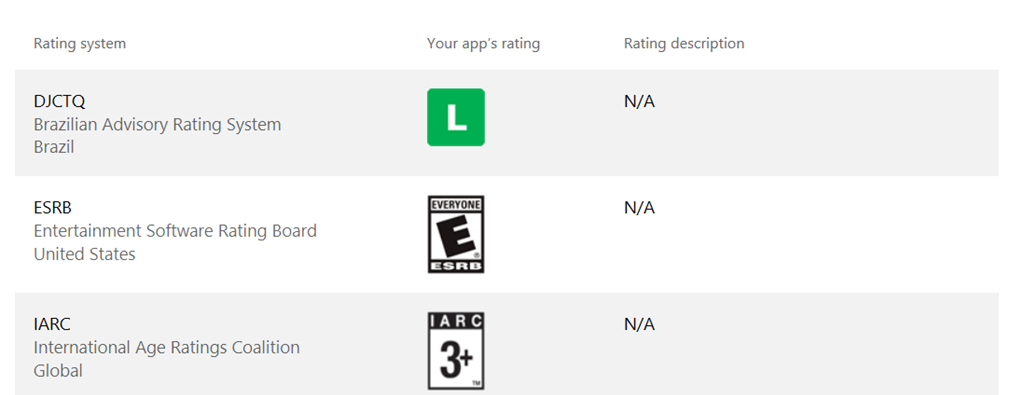 Rating system Your app's rating Rating description
DJCTQ
Brazilian Advisory Rating System
Brazil
L
N/A
ESRB
Entertainment Software Rating Board
United States
EVERYONE
E ®
ESRB
N/A
IARC
International Age Ratings Coalition
Global
IARC
3+
TM
N/A